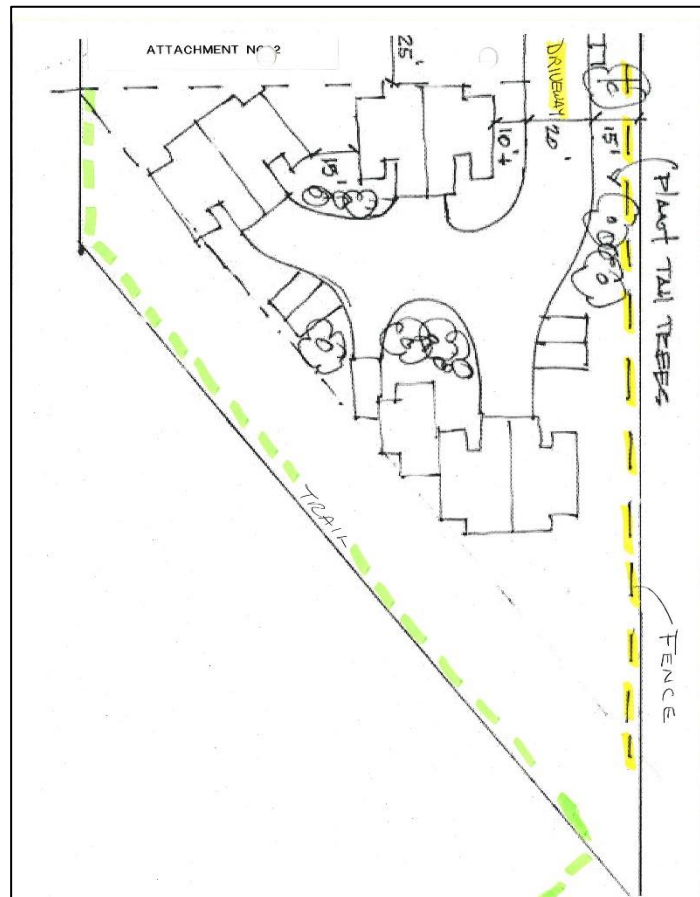 ATTACHMENT NO. 2
25'
DRIVEWAY
15'
10'±
20'
15'
PLANT TALL TREES
TRAIL
FENCE